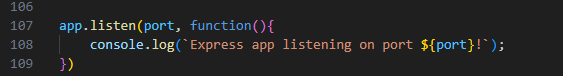 106
107 app.listen(port, function(){
108     console.log(`Express app listening on port ${port}!`);
109 })